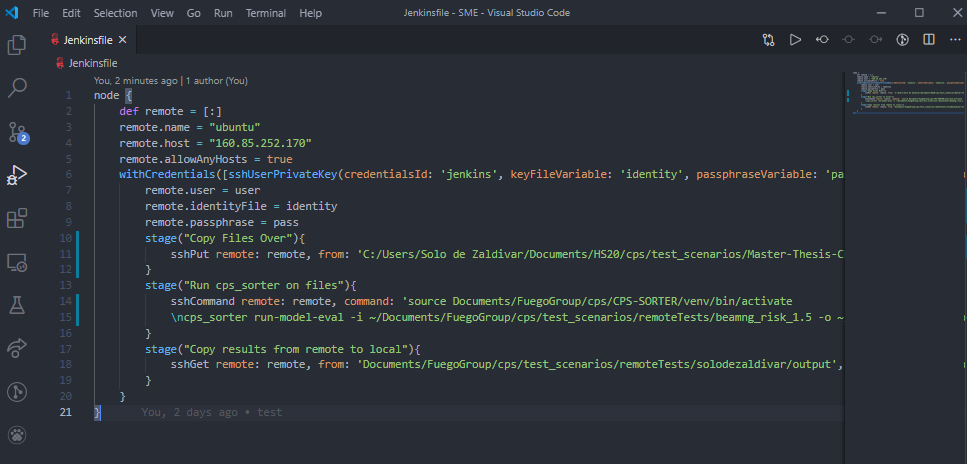 File Edit Selection View Go Run Terminal Help Jenkinsfile - SME - Visual Studio Code
Jenkinsfile
Jenkinsfile
You, 2 minutes ago | 1 author (You)
1 node {
2 def remote = [:]
3 remote.name = "ubuntu"
4 remote.host = "160.85.252.170"
5 remote.allowAnyHosts = true
6 withCredentials([sshUserPrivateKey(credentialsId: 'jenkins', keyFileVariable: 'identity', passphraseVariable: 'pa
7 remote.user = user
8 remote.identityFile = identity
9 remote.passphrase = pass
10 stage("Copy Files Over"){
11 sshPut remote: remote, from: 'C:/Users/Solo de Zaldivar/Documents/HS20/cps/test_scenarios/Master-Thesis-C
12 }
13 stage("Run cps_sorter on files"){
14 sshCommand remote: remote, command: 'source Documents/FuegoGroup/cps/CPS-SORTER/venv/bin/activate
15 \ncps_sorter run-model-eval -i ~/Documents/FuegoGroup/cps/test_scenarios/remoteTests/beamng_risk_1.5 -o ~
16 }
17 stage("Copy results from remote to local"){
18 sshGet remote: remote, from: 'Documents/FuegoGroup/cps/test_scenarios/remoteTests/solodezaldivar/output',
19 }
20 }
21 } You, 2 days ago • test
2